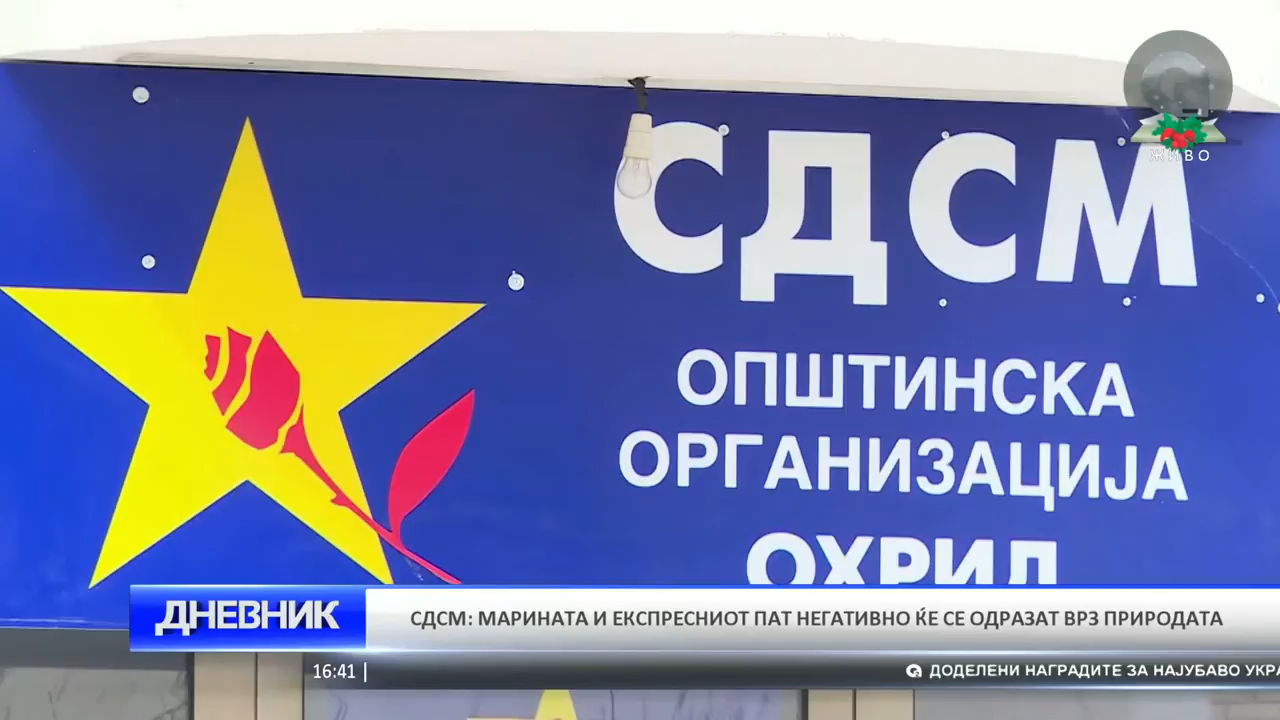 ЖИВО
СДСМ
ОПШТИНСКА
ОРГАНИЗАЦИЈА
ОХРИД
ДНЕВНИК
СДСМ: МАРИНАТА И ЕКСПРЕСНИОТ ПАТ НЕГАТИВНО ЌЕ СЕ ОДРАЗАТ ВРЗ ПРИРОДАТА
16:41 |
ДОДЕЛЕНИ НАГРАДИТЕ ЗА НАЈУБАВО